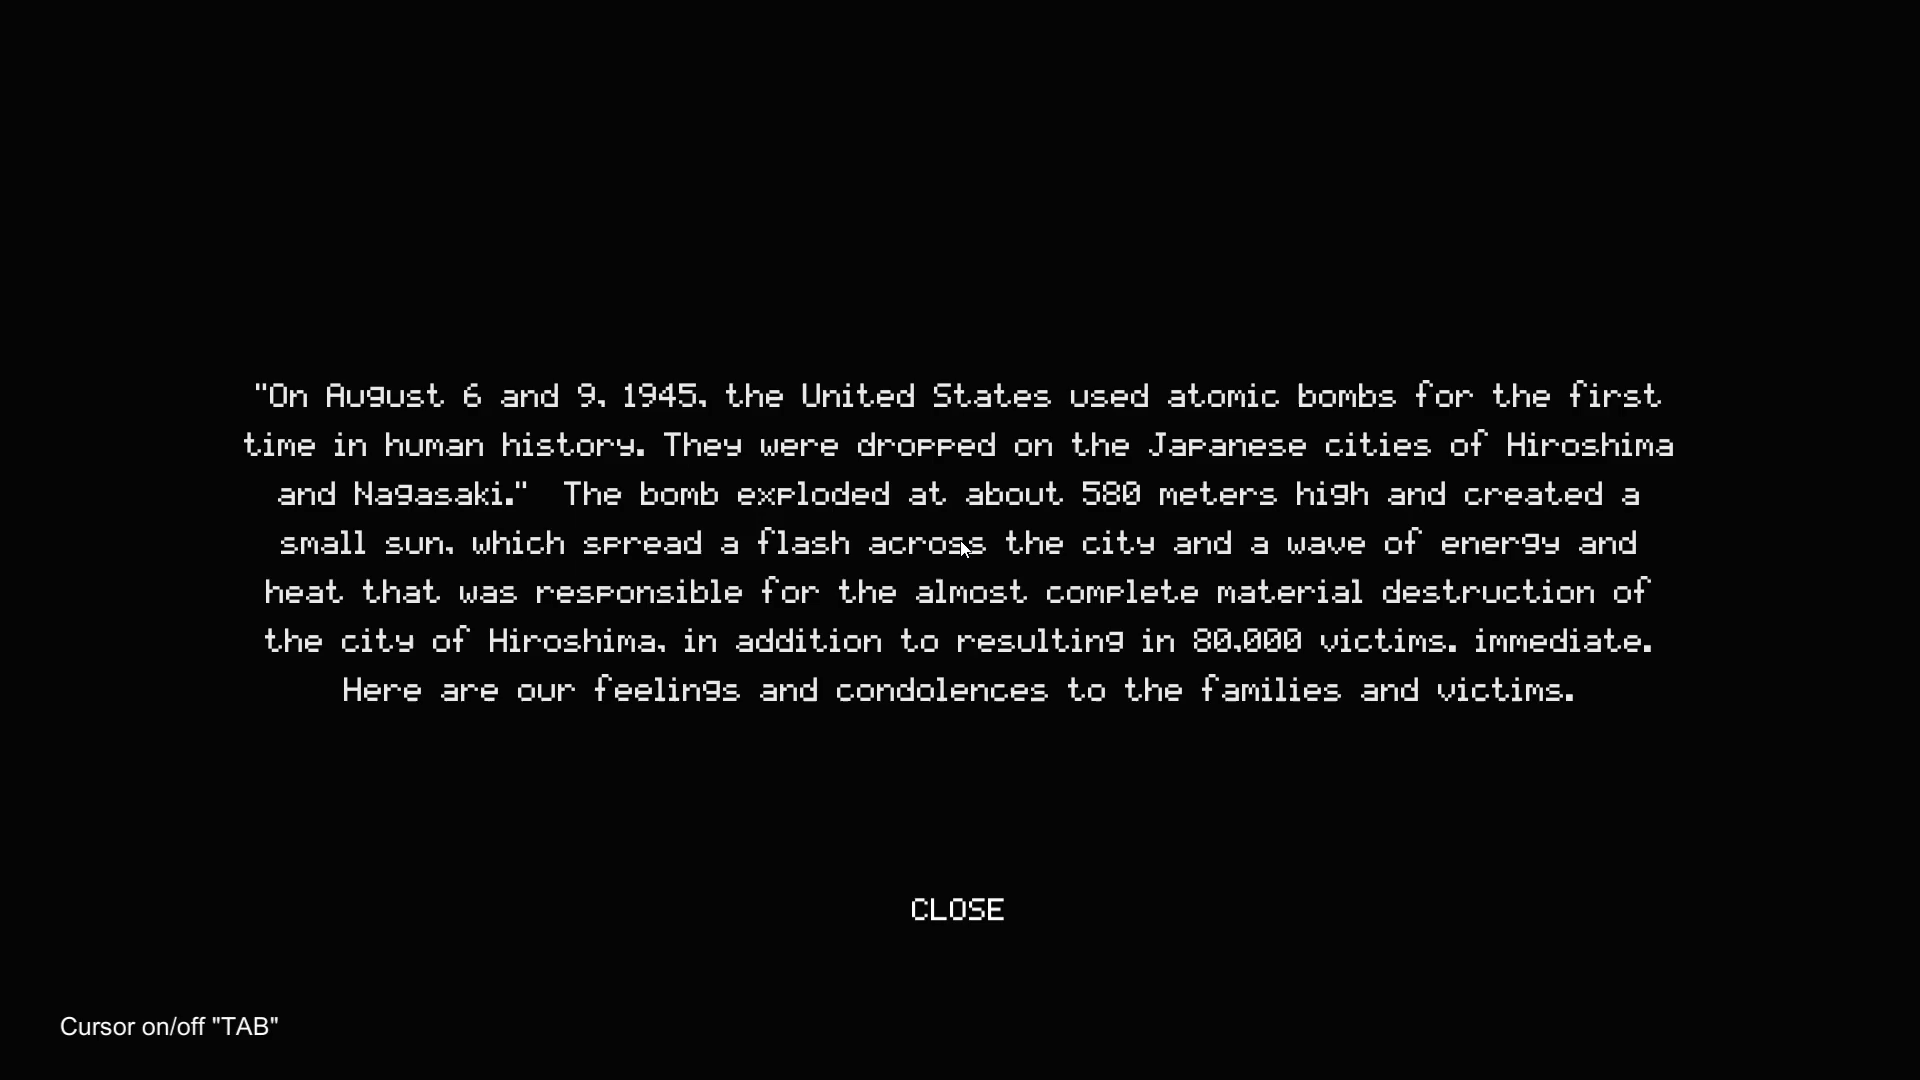 "On August 6 and 9, 1945, the United States used atomic bombs for the first
time in human history. They were dropped on the Japanese cities of Hiroshima
and Nagasaki."  The bomb exploded at about 580 meters high and created a
small sun, which spread a flash across the city and a wave of energy and
heat that was responsible for the almost complete material destruction of
the city of Hiroshima, in addition to resulting in 80,000 victims. immediate.
Here are our feelings and condolences to the families and victims.
CLOSE
Cursor on/off "TAB"